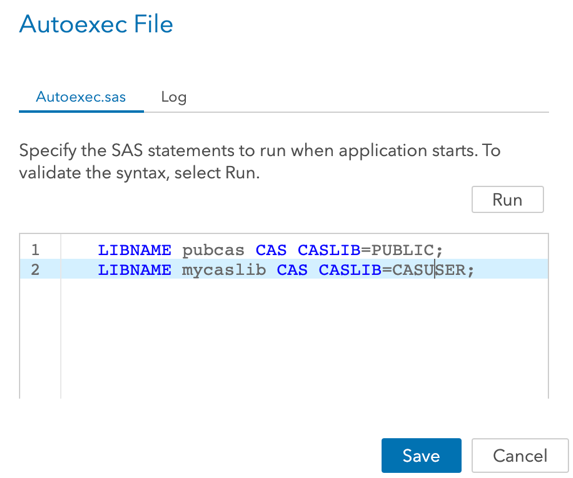 Autoexec File
Autoexec.sas Log
Specify the SAS statements to run when application starts. To
validate the syntax, select Run.
Run
1 LIBNAME pubcas CAS CASLIB=PUBLIC;
2 LIBNAME mycaslib CAS CASLIB=CASUSER;
Save Cancel